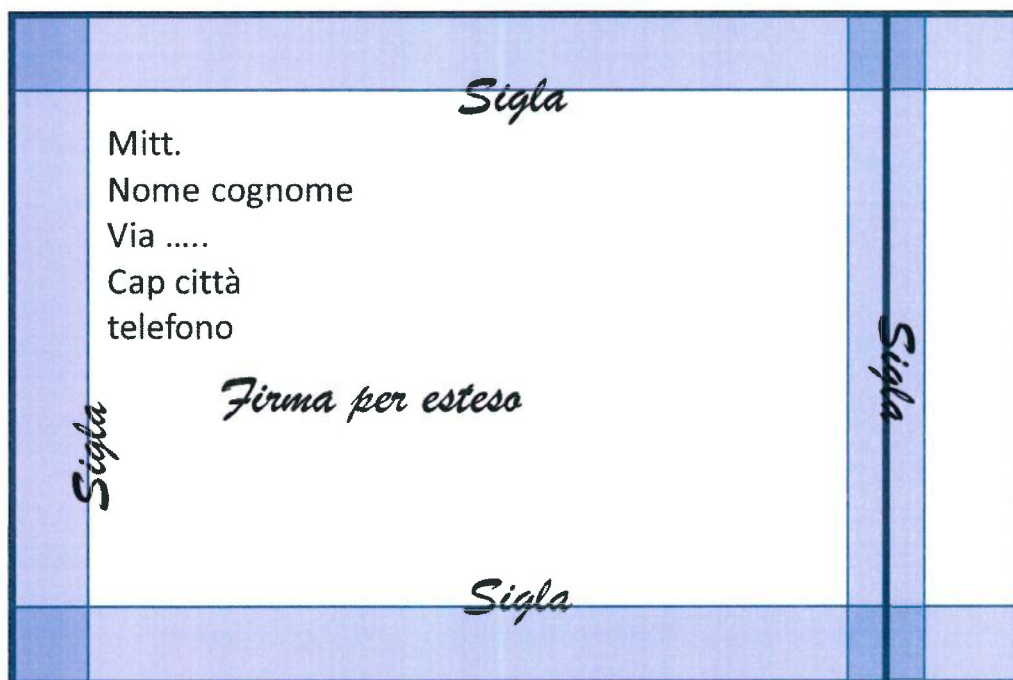 Sigla
Mitt.
Nome cognome
Via .....
Cap città
telefono
Firma per esteso
Sigla
Sigla
Sigla